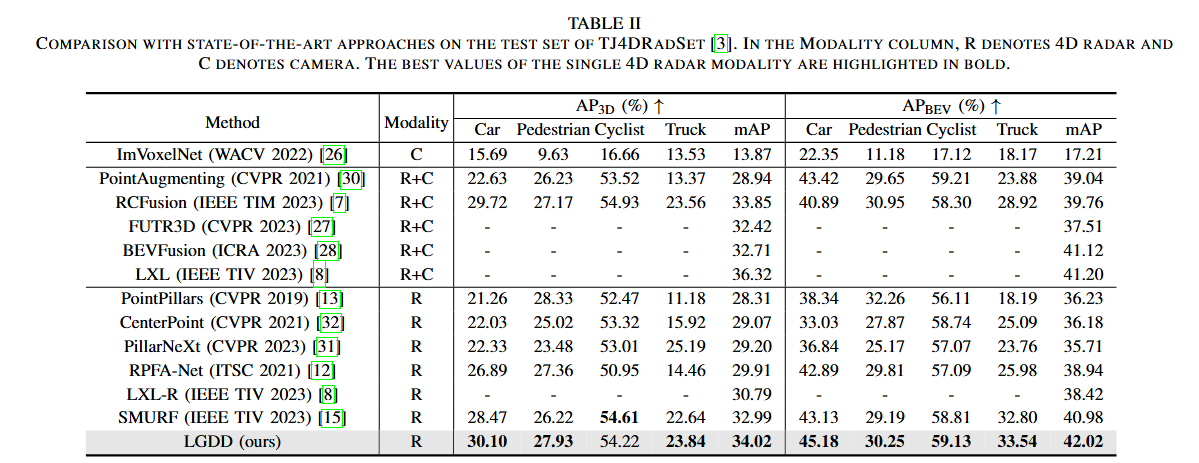 TABLE II
COMPARISON WITH STATE-OF-THE-ART APPROACHES ON THE TEST SET OF TJ4DRADSET [3]. IN THE MODALITY COLUMN, R DENOTES 4D RADAR AND
C DENOTES CAMERA. THE BEST VALUES OF THE SINGLE 4D RADAR MODALITY ARE HIGHLIGHTED IN BOLD.
Method Modality AP3D (%) ↑ APBEV (%) ↑
Car Pedestrian Cyclist Truck mAP Car Pedestrian Cyclist Truck mAP
ImVoxelNet (WACV 2022) [26] C 15.69 9.63 16.66 13.53 13.87 22.35 11.18 17.12 18.17 17.21
PointAugmenting (CVPR 2021) [30] R+C 22.63 26.23 53.52 13.37 28.94 43.42 29.65 59.21 23.88 39.04
RCFusion (IEEE TIM 2023) [7] R+C 29.72 27.17 54.93 23.56 33.85 40.89 30.95 58.30 28.92 39.76
FUTR3D (CVPR 2023) [27] R+C - - - - 32.42 - - - - 37.51
BEVFusion (ICRA 2023) [28] R+C - - - - 32.71 - - - - 41.12
LXL (IEEE TIV 2023) [8] R+C - - - - 36.32 - - - - 41.20
PointPillars (CVPR 2019) [13] R 21.26 28.33 52.47 11.18 28.31 38.34 32.26 56.11 18.19 36.23
CenterPoint (CVPR 2021) [32] R 22.03 25.02 53.32 15.92 29.07 33.03 27.87 58.74 25.09 36.18
PillarNeXt (CVPR 2023) [31] R 22.33 23.48 53.01 25.19 29.20 36.84 25.17 57.07 23.76 35.71
RPFA-Net (ITSC 2021) [12] R 26.89 27.36 50.95 14.46 29.91 42.89 29.81 57.09 25.98 38.94
LXL-R (IEEE TIV 2023) [8] R - - - - 30.79 - - - - 38.42
SMURF (IEEE TIV 2023) [15] R 28.47 26.22 54.61 22.64 32.99 43.13 29.19 58.81 32.80 40.98
LGDD (ours) R 30.10 27.93 54.22 23.84 34.02 45.18 30.25 59.13 33.54 42.02